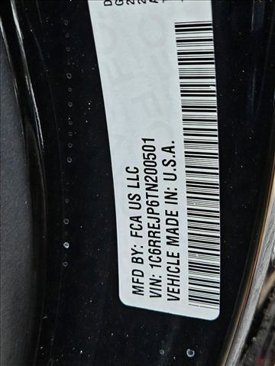 MFD BY: FCA US LLC
VIN: 1C6RREJP6TN200501
VEHICLE MADE IN: U.S.A.